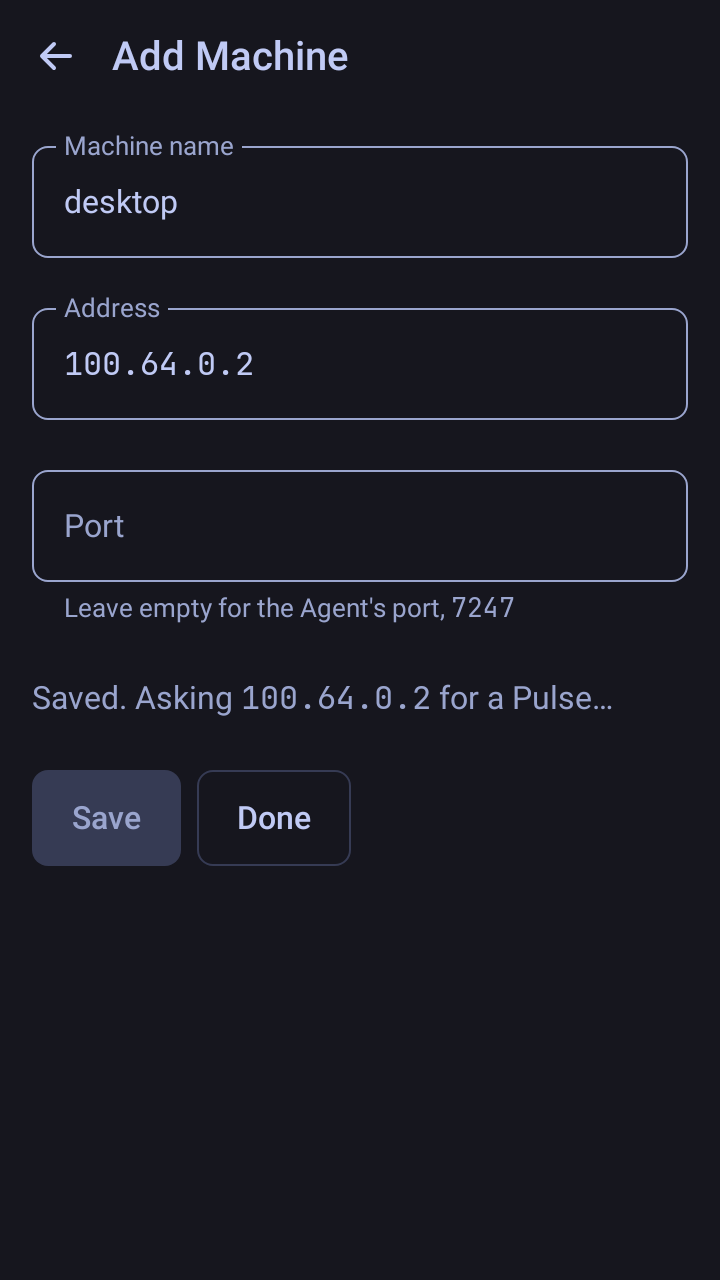 Add Machine
Machine name
desktop
Address
100.64.0.2
Port
Leave empty for the Agent's port, 7247
Saved. Asking 100.64.0.2 for a Pulse…
Save
Done